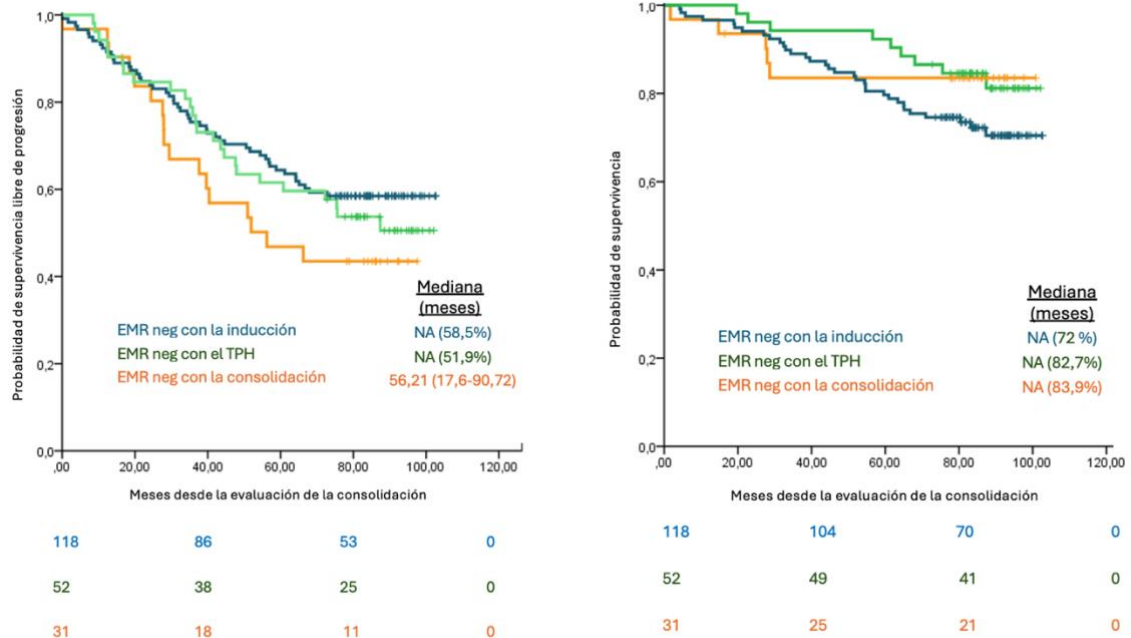 Probabilidad de supervivencia libre de progresión
1,0
0,8
0,6
0,4
0,2
0,0
,00
20,00
40,00
60,00
80,00
100,00
120,00
Mediana
(meses)
EMR neg con la inducción NA (58,5%)
EMR neg con el TPH NA (51,9%)
EMR neg con la consolidación 56,21 (17,6-90,72)
Meses desde la evaluación de la consolidación
118 86 53 0
52 38 25 0
31 18 11 0
Probabilidad de supervivencia
1,0
0,8
0,6
0,4
0,2
0,0
,00
20,00
40,00
60,00
80,00
100,00
120,00
Mediana
(meses)
EMR neg con la inducción NA (72 %)
EMR neg con el TPH NA (82,7%)
EMR neg con la consolidación NA (83,9%)
Meses desde la evaluación de la consolidación
118 104 70 0
52 49 41 0
31 25 21 0